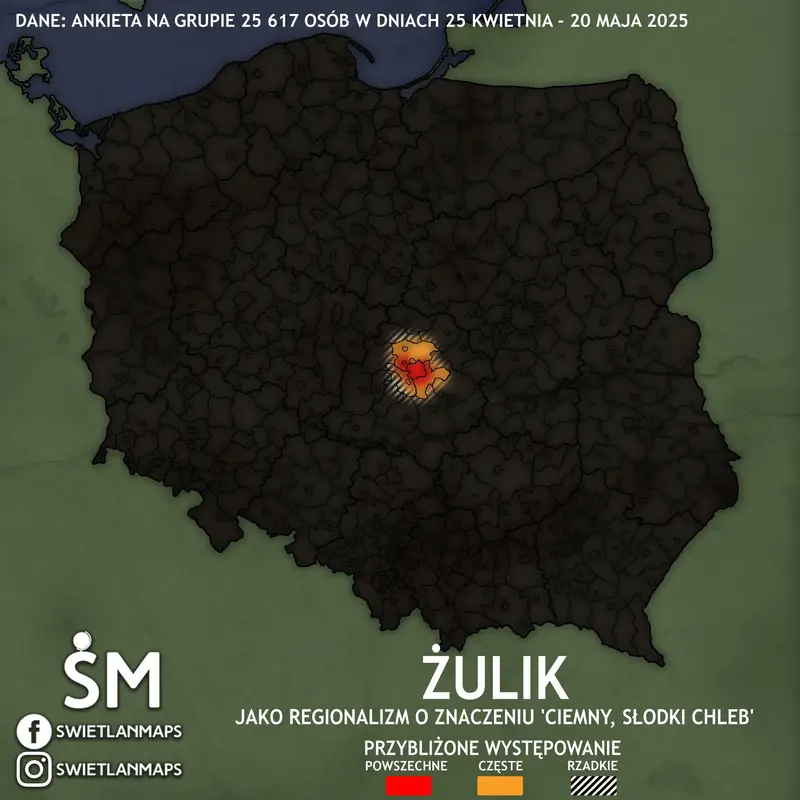 DANE: ANKIETA NA GRUPIE 25 617 OSÓB W DNIACH 25 KWIETNIA - 20 MAJA 2025
ŚM
SWIETLANMAPS
SWIETLANMAPS
ŻULIK
JAKO REGIONALIZM O ZNACZENIU 'CIEMNY, SŁODKI CHLEB'
PRZYBLIŻONE WYSTĘPOWANIE
POWSZECHNE CZĘSTE RZADKIE